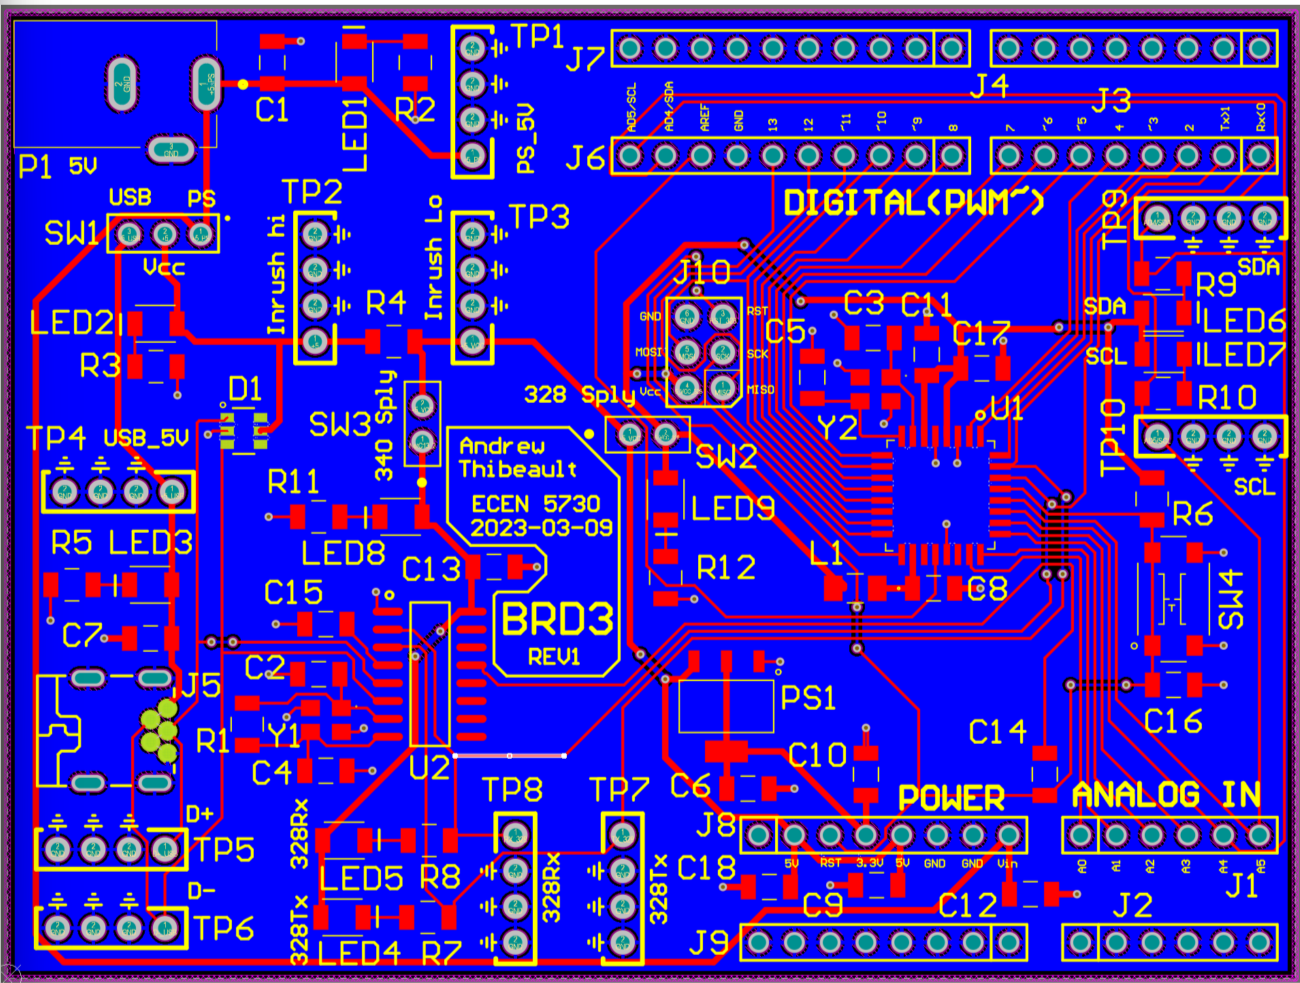 TP1
J7
J4
J3
C1
LED1
R2
PS_5V
AD5/SCL
AD4/SDA
AREF
GND
13
12
~11
~10
~9
8
7
~6
~5
4
~3
2
Tx>1
Rx<0
J6
P1 5V
DIGITAL(PWM~)
USB
PS
SW1
Vcc
TP2
Inrush hi
Inrush Lo
TP3
TP9
SDA
J10
GND
RST
MOSI
SCK
Vcc
MISO
R4
LED2
R3
C5
C3
C11
C17
R9
SDA
LED6
SCL
LED7
R10
D1
SW3
340 Sply
328 Sply
SW2
Y2
U1
TP10
SCL
TP4
USB_5V
Andrew
Thibeault
ECEN 5730
2023-03-09
BRD3
REV1
R11
LED8
C13
LED9
R12
L1
C8
R6
SW4
R5
LED3
C15
C7
C2
J5
R1
Y1
C4
U2
PS1
C10
C14
C16
C6
TP8
TP7
POWER
ANALOG IN
J8
5V
RST
3.3V
5V
GND
GND
Vin
A0
A1
A2
A3
A4
A5
J1
D+
TP5
328Rx
LED5
R8
328Rx
328Tx
C18
C9
C12
J2
D-
TP6
328Tx
LED4
R7
J9